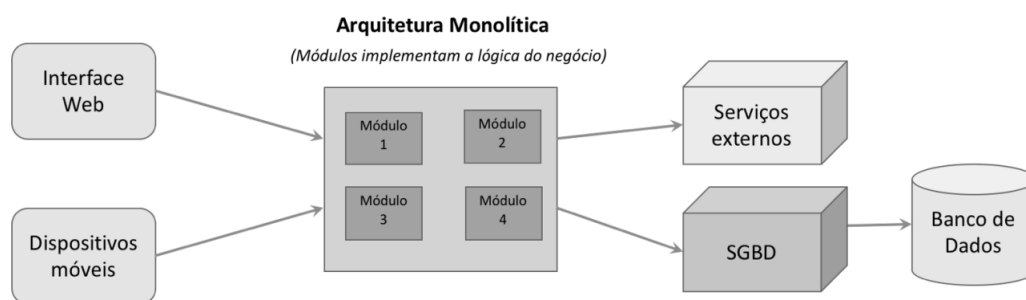 Arquitetura Monolítica
(Módulos implementam a lógica do negócio)
Interface
Web
Módulo
1
Módulo
2
Serviços
externos
Módulo
3
Módulo
4
Dispositivos
móveis
SGBD
Banco de
Dados